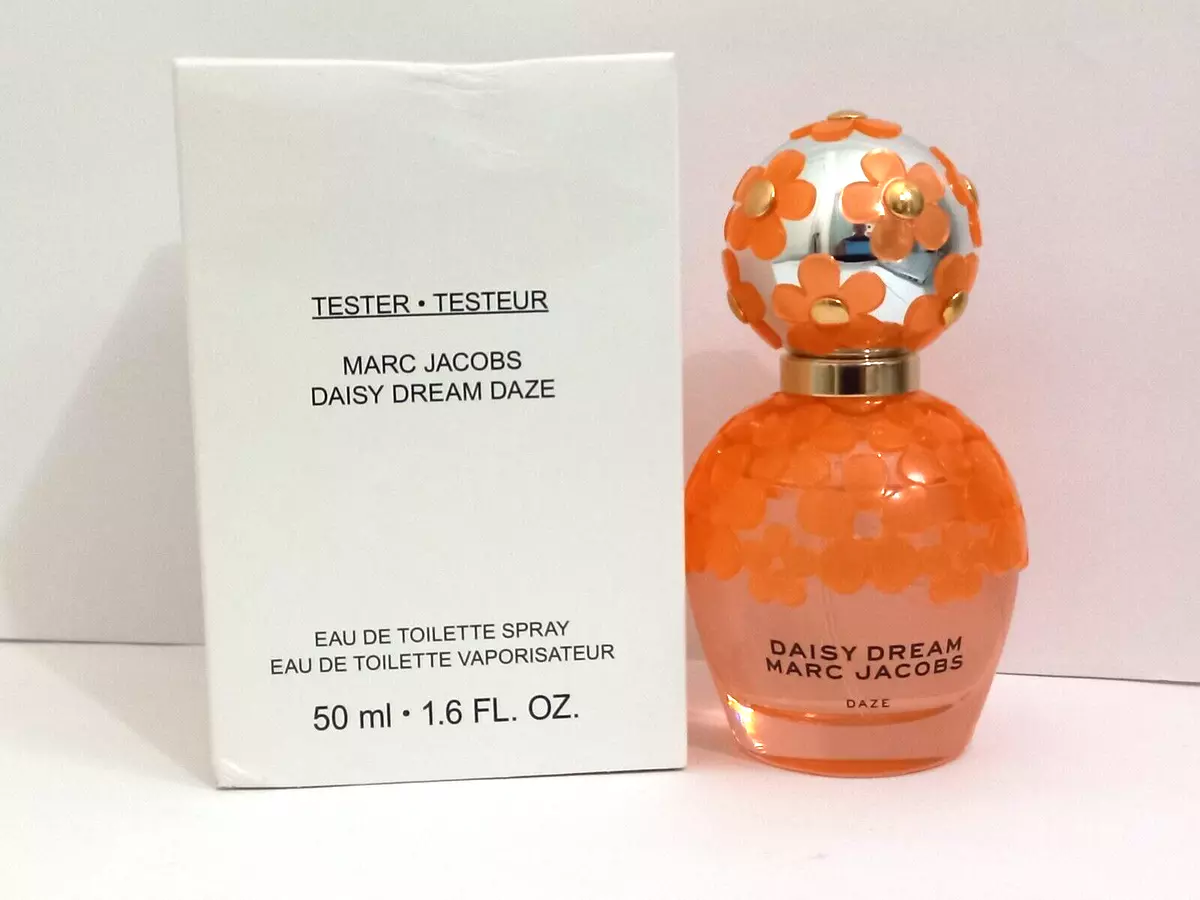 TESTER • TESTEUR
MARC JACOBS
DAISY DREAM DAZE
EAU DE TOILETTE SPRAY
EAU DE TOILETTE VAPORISATEUR
50 ml • 1.6 FL. OZ.
DAISY DREAM
MARC JACOBS
DAZE